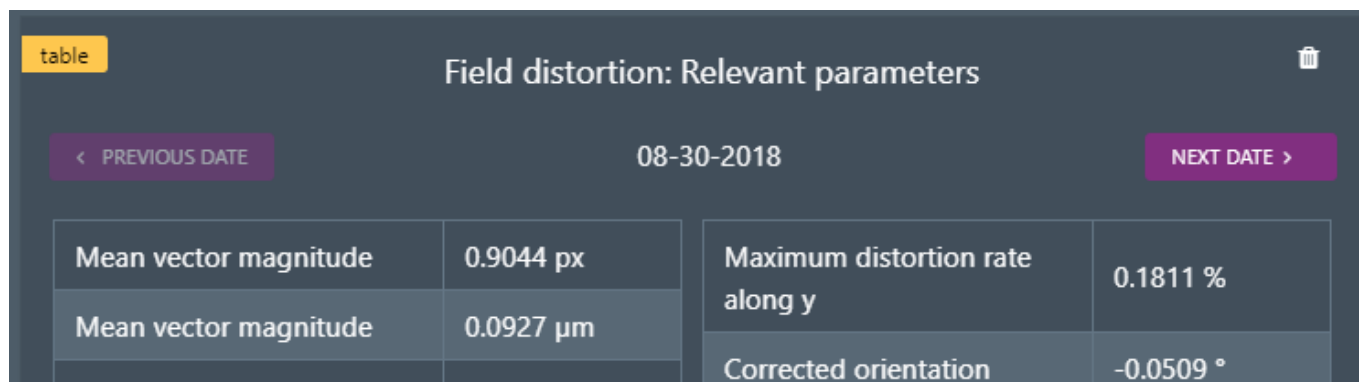 table
Field distortion: Relevant parameters
< PREVIOUS DATE
08-30-2018
NEXT DATE >
Mean vector magnitude
0.9044 px
Mean vector magnitude
0.0927 µm
Maximum distortion rate
along y
0.1811 %
Corrected orientation
-0.0509 °